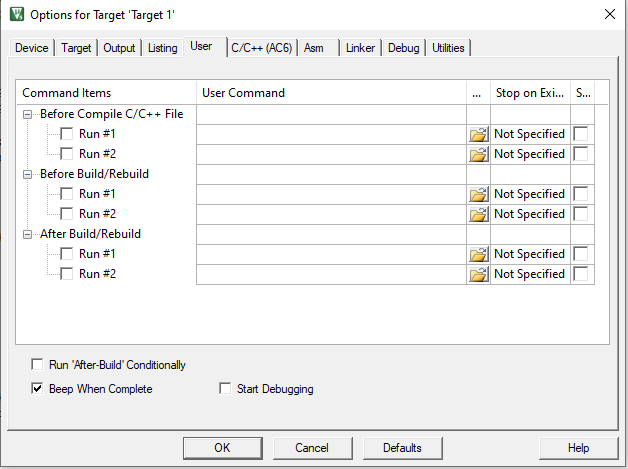 Options for Target 'Target 1'
Device Target Output Listing User C/C++ (AC6) Asm Linker Debug Utilities
Command Items User Command ... Stop on Exi... S...
Before Compile C/C++ File
Run #1 Not Specified
Run #2 Not Specified
Before Build/Rebuild
Run #1 Not Specified
Run #2 Not Specified
After Build/Rebuild
Run #1 Not Specified
Run #2 Not Specified
Run 'After-Build' Conditionally
Beep When Complete Start Debugging
OK Cancel Defaults Help